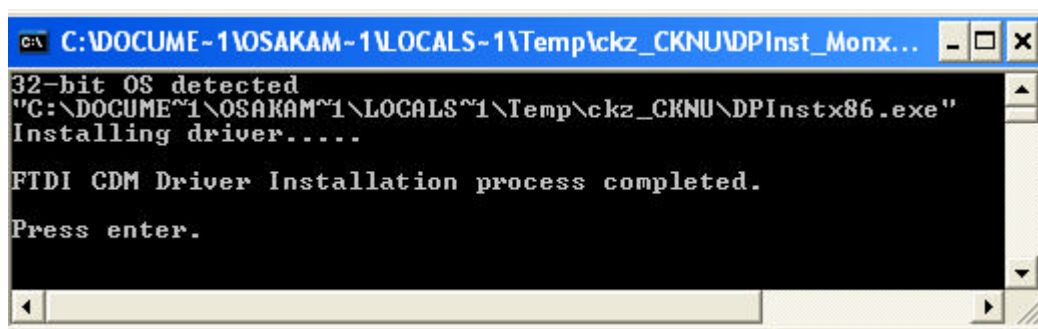 C:\DOCUME~1\OSAKAM~1\LOCALS~1\Temp\ckz_CKNU\DPInst_Monx...
32-bit OS detected
"C:\DOCUME~1\OSAKAM~1\LOCALS~1\Temp\ckz_CKNU\DPInstx86.exe"
Installing driver.....
FTDI CDM Driver Installation process completed.
Press enter.